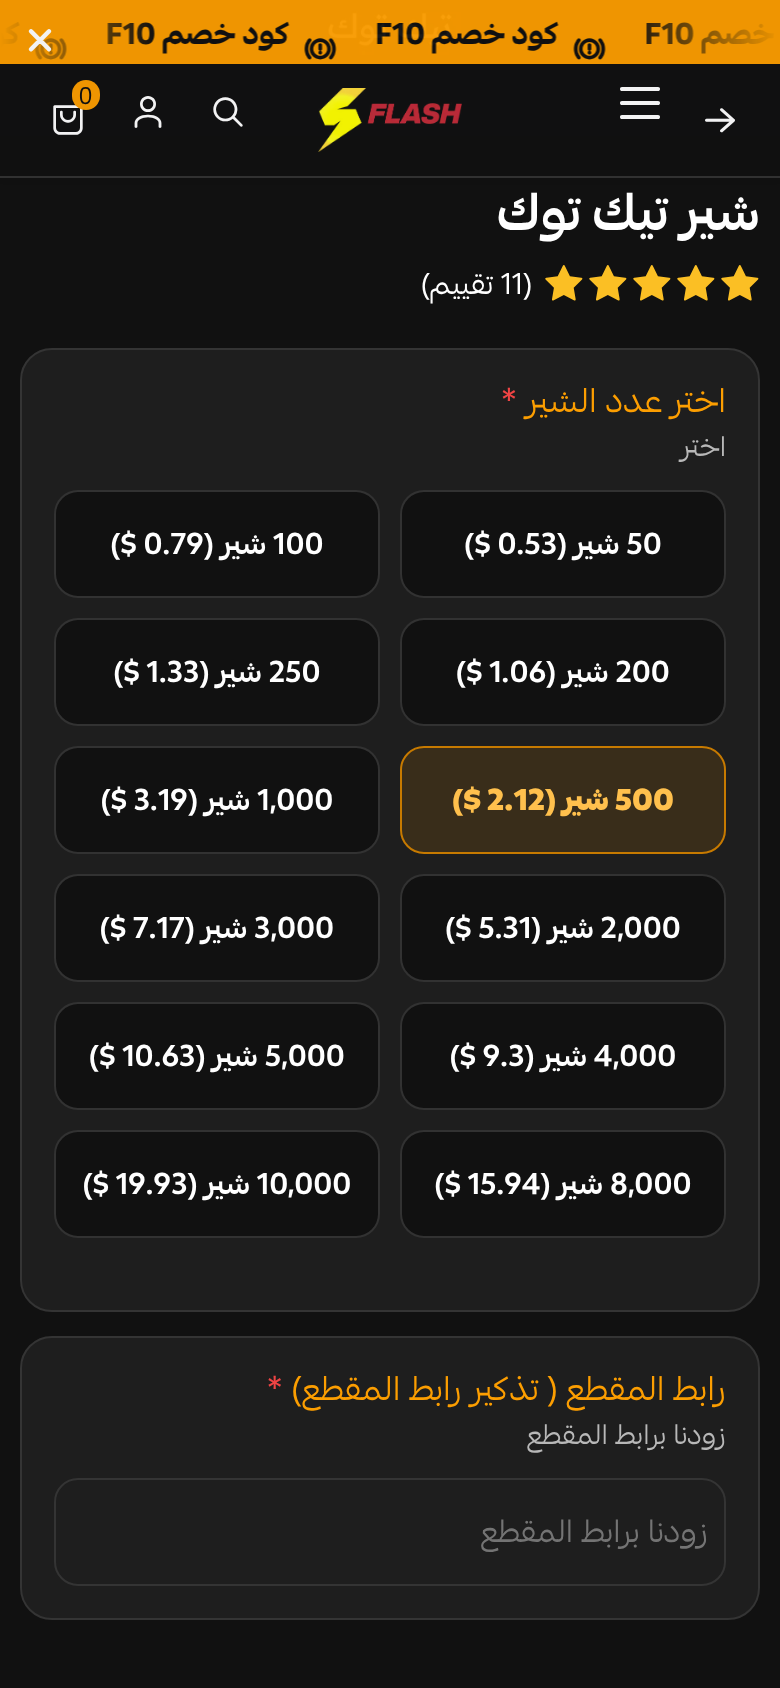 كود خصم F10 كود خصم F10 خصم F10
0
FLASH
شير تيك توك
(11 تقييم)
اختر عدد الشير *
اختر
50 شير (0.53 $)
100 شير (0.79 $)
200 شير (1.06 $)
250 شير (1.33 $)
500 شير (2.12 $)
1,000 شير (3.19 $)
2,000 شير (5.31 $)
3,000 شير (7.17 $)
4,000 شير (9.3 $)
5,000 شير (10.63 $)
8,000 شير (15.94 $)
10,000 شير (19.93 $)
رابط المقطع ( تذكير رابط المقطع) *
زودنا برابط المقطع
زودنا برابط المقطع